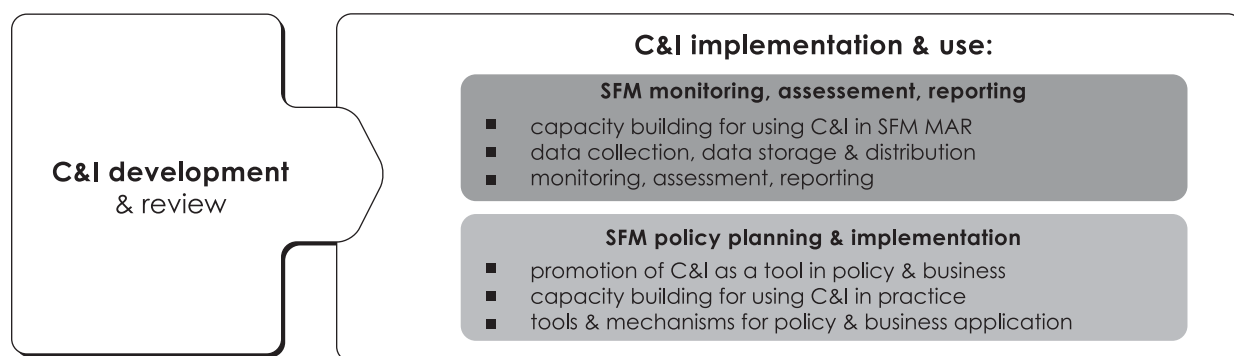 C&I development
& review
C&I implementation & use:
SFM monitoring, assessement, reporting
▪ capacity building for using C&I in SFM MAR
▪ data collection, data storage & distribution
▪ monitoring, assessment, reporting
SFM policy planning & implementation
▪ promotion of C&I as a tool in policy & business
▪ capacity building for using C&I in practice
▪ tools & mechanisms for policy & business application